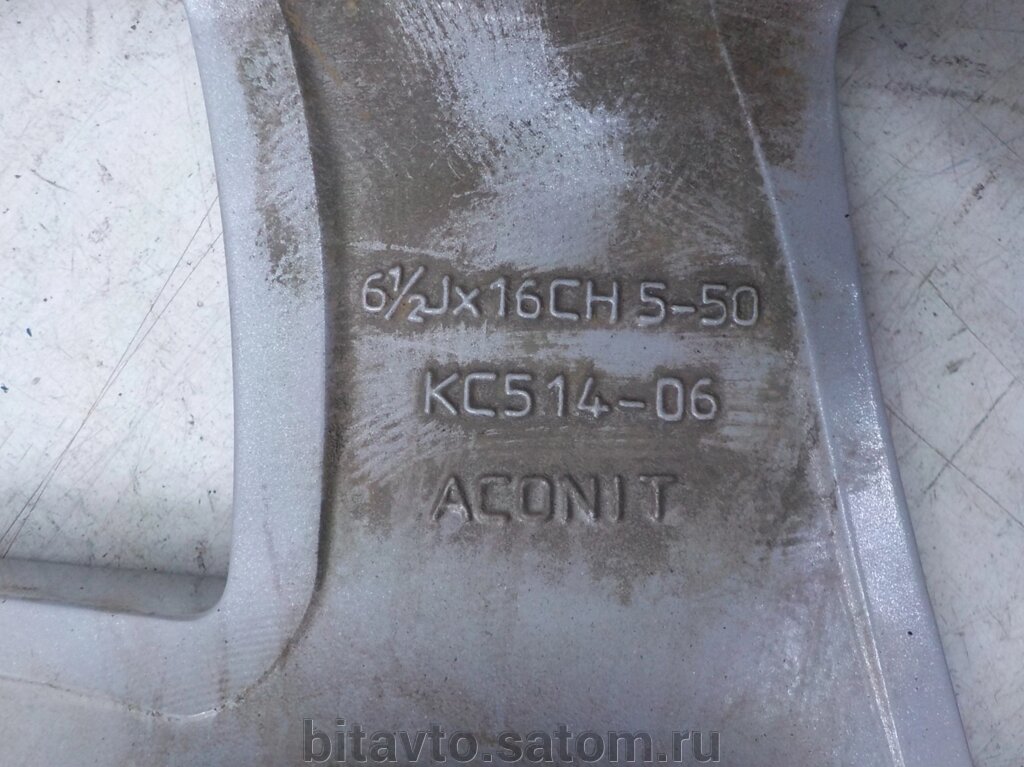 6½Jx16CH 5-50
KC514-06
ACONIT
bitavto.satom.ru